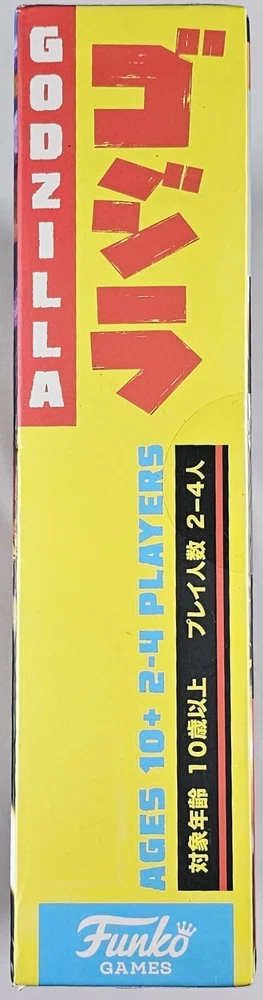 GODZILLA
ゴジラ
AGES 10+ 2-4 PLAYERS
対象年齢 10歳以上 プレイ人数 2-4人
Funko
GAMES